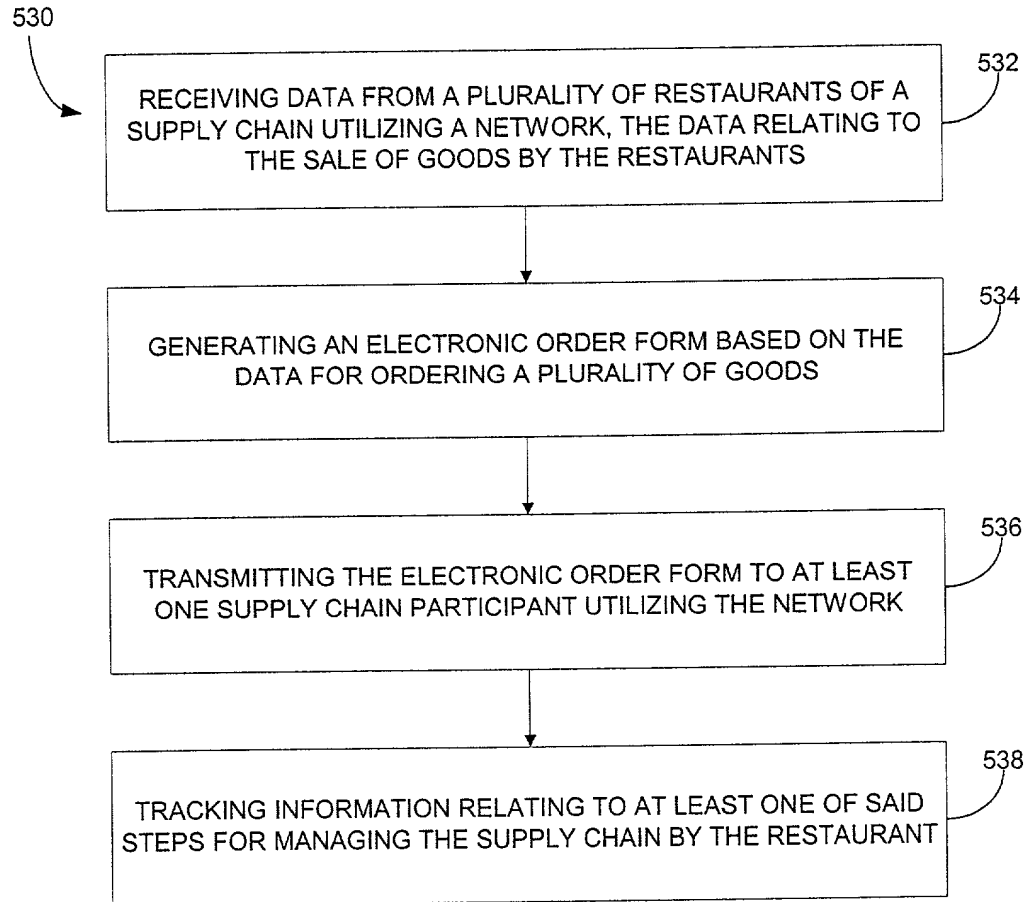 530
532
RECEIVING DATA FROM A PLURALITY OF RESTAURANTS OF A
SUPPLY CHAIN UTILIZING A NETWORK, THE DATA RELATING TO
THE SALE OF GOODS BY THE RESTAURANTS
534
GENERATING AN ELECTRONIC ORDER FORM BASED ON THE
DATA FOR ORDERING A PLURALITY OF GOODS
536
TRANSMITTING THE ELECTRONIC ORDER FORM TO AT LEAST
ONE SUPPLY CHAIN PARTICIPANT UTILIZING THE NETWORK
538
TRACKING INFORMATION RELATING TO AT LEAST ONE OF SAID
STEPS FOR MANAGING THE SUPPLY CHAIN BY THE RESTAURANT